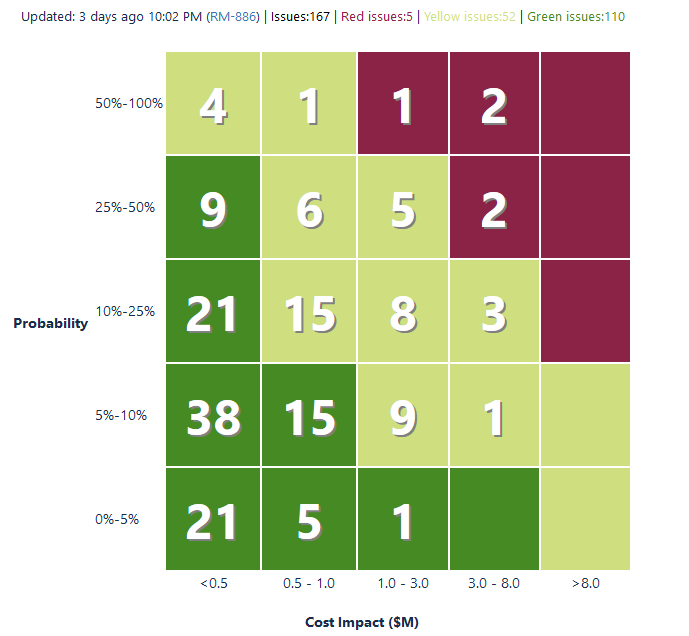 Updated: 3 days ago 10:02 PM (RM-886) | Issues:167 | Red issues:5 | Yellow issues:52 | Green issues:110
50%-100% 4 1 1 2
25%-50% 9 6 5 2
10%-25% 21 15 8 3
Probability
5%-10% 38 15 9 1
0%-5% 21 5 1
<0.5 0.5 - 1.0 1.0 - 3.0 3.0 - 8.0 >8.0
Cost Impact ($M)